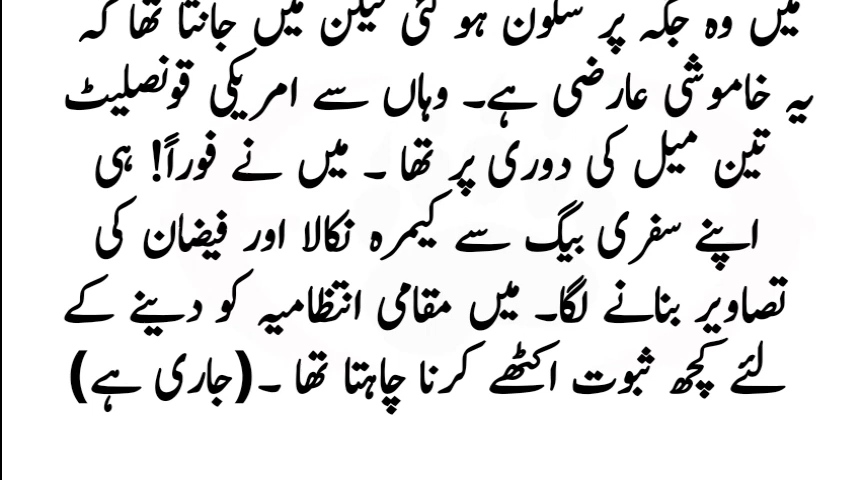 میں وہ جگہ پر سکون ہو گئی لیکن میں جانتا تھا کہ
یہ خاموشی عارضی ہے۔ وہاں سے امریکی قونصلیٹ
تین میل کی دوری پر تھا ۔ میں نے فوراً! ہی
اپنے سفری بیگ سے کیمرہ نکالا اور فیضان کی
تصاویر بنانے لگا۔ میں مقامی انتظامیہ کو دینے کے
لئے کچھ ثبوت اکٹھے کرنا چاہتا تھا ۔(جاری ہے)